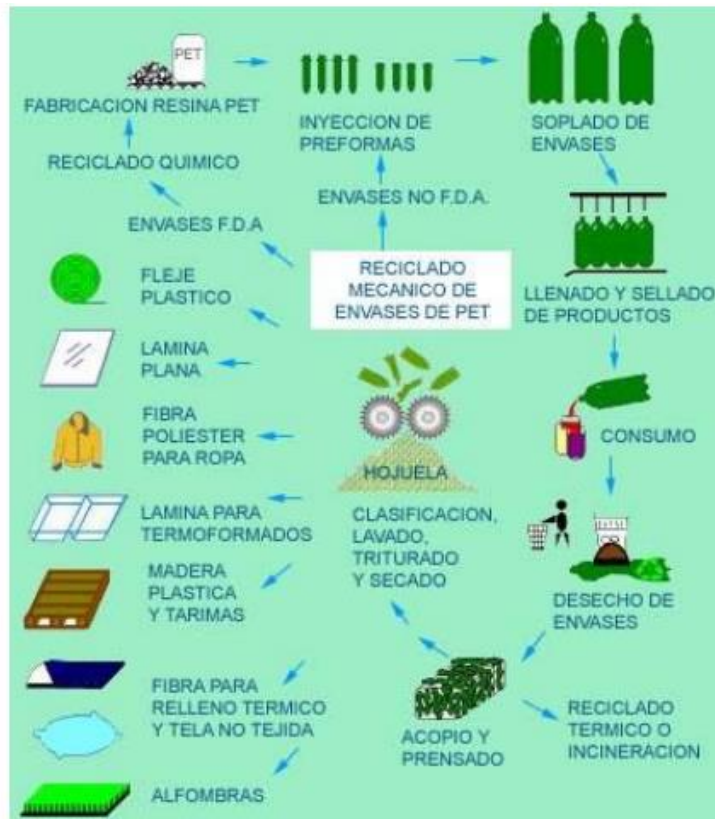 PET
FABRICACION RESINA PET
INYECCION DE
PREFORMAS
SOPLADO DE
ENVASES
RECICLADO QUIMICO
ENVASES F.D.A
ENVASES NO F.D.A.
RECICLADO
MECANICO DE
ENVASES DE PET
LLENADO Y SELLADO
DE PRODUCTOS
FLEJE
PLASTICO
LAMINA
PLANA
FIBRA
POLIESTER
PARA ROPA
HOJUELA
CONSUMO
LAMINA PARA
TERMOFORMADOS
CLASIFICACION,
LAVADO,
TRITURADO
Y SECADO
MADERA
PLASTICA
Y TARIMAS
DESECHO DE
ENVASES
FIBRA PARA
RELLENO TERMICO
Y TELA NO TEJIDA
ACOPIO Y
PRENSADO
RECICLADO
TERMICO O
INCINERACION
ALFOMBRAS